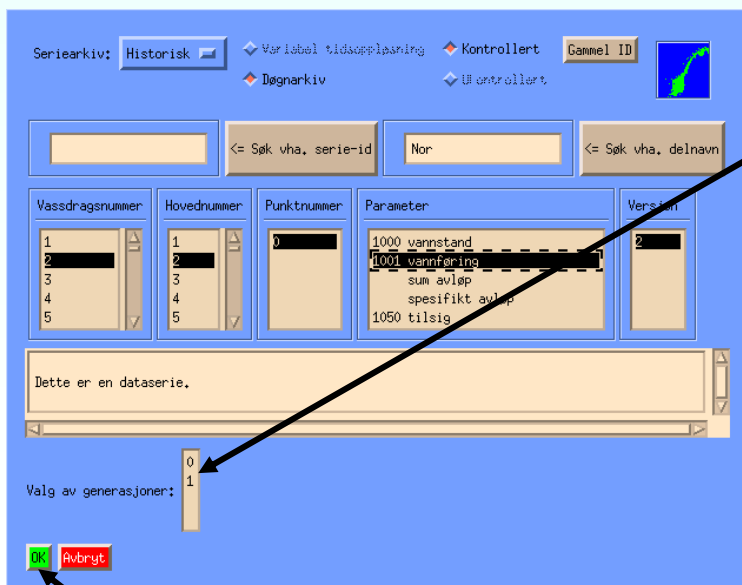 Seriearkiv: Historisk Variabel tidsoppløsning Kontrollert Gammel ID
Døgnarkiv Ukontrollert
<= Søk vha. serie-id Nor <= Søk vha. delnavn
Vassdragsnummer Hovednummer Punktnummer Parameter Versjon
1 1 0 1000 vannstand 2
2 2 1001 vannføring
3 3 sum avløp
4 4 spesifikt avløp
5 5 1050 tilsig
Dette er en dataserie.
0
Valg av generasjoner: 1
OK Avbryt